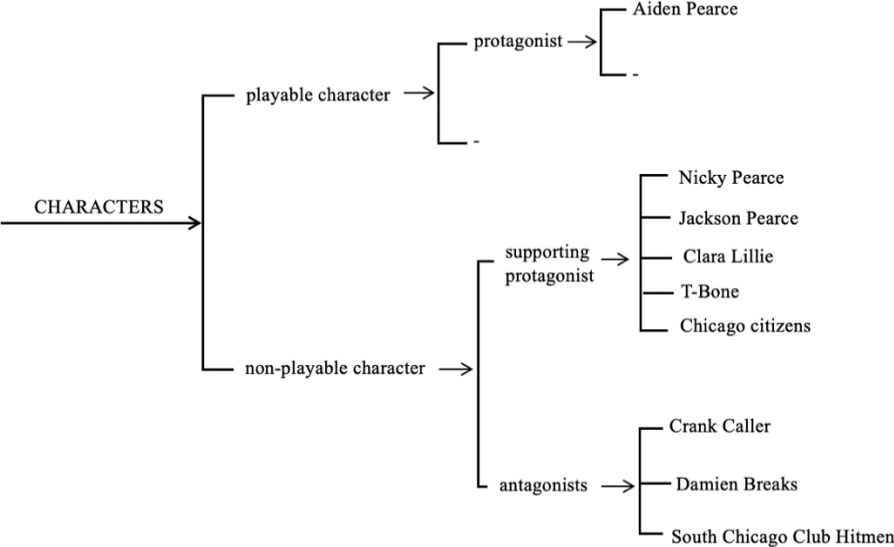 Aiden Pearce
protagonist
-
playable character
-
CHARACTERS
Nicky Pearce
Jackson Pearce
supporting
protagonist
Clara Lillie
T-Bone
Chicago citizens
non-playable character
Crank Caller
antagonists
Damien Breaks
South Chicago Club Hitmen